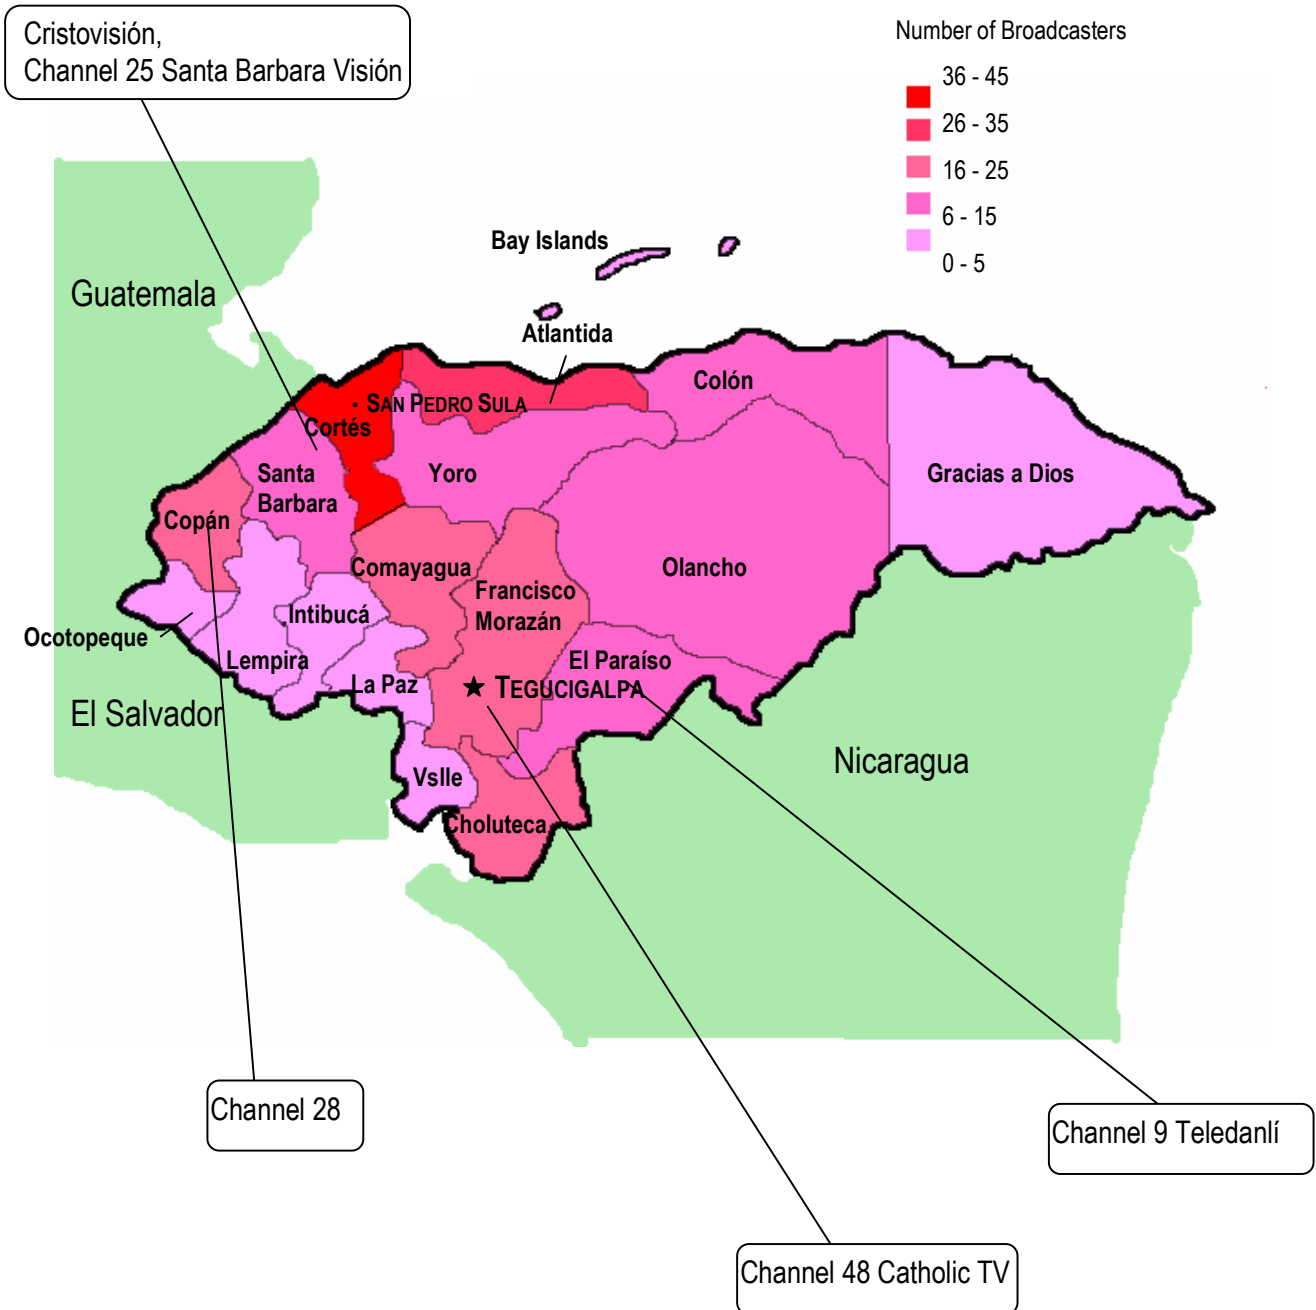 Cristovisión,
Channel 25 Santa Barbara Visión
Number of Broadcasters
36 - 45
26 - 35
16 - 25
6 - 15
0 - 5
Bay Islands
Guatemala
Atlantida
Colón
SAN PEDRO SULA
Cortés
Santa
Barbara
Yoro
Gracias a Dios
Copán
Comayagua
Olancho
Francisco
Morazán
Intibucá
Ocotopeque
Lempira
El Paraíso
La Paz
TEGUCIGALPA
El Salvador
Nicaragua
Vslle
Choluteca
Channel 28
Channel 9 Teledanlí
Channel 48 Catholic TV